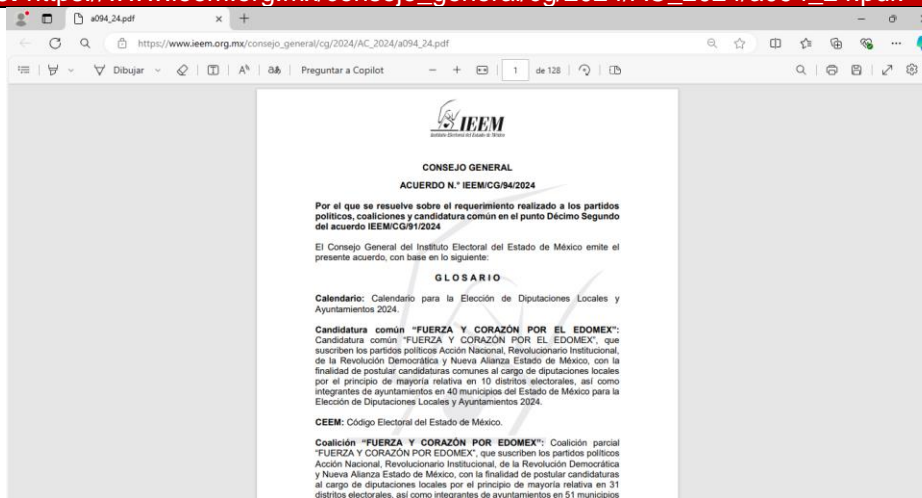 https://www.ieem.org.mx/consejo_general/cg/2024/AC_2024/a094_24.pdf
a094_24.pdf
https://www.ieem.org.mx/consejo_general/cg/2024/AC_2024/a094_24.pdf
Dibujar
Preguntar a Copilot
1 de 128
IEEM
Instituto Electoral del Estado de México
CONSEJO GENERAL
ACUERDO N.° IEEM/CG/94/2024
Por el que se resuelve sobre el requerimiento realizado a los partidos
políticos, coaliciones y candidatura común en el punto Décimo Segundo
del acuerdo IEEM/CG/91/2024
El Consejo General del Instituto Electoral del Estado de México emite el
presente acuerdo, con base en lo siguiente:
G L O S A R I O
Calendario: Calendario para la Elección de Diputaciones Locales y
Ayuntamientos 2024.
Candidatura común “FUERZA Y CORAZÓN POR EL EDOMEX”:
Candidatura común “FUERZA Y CORAZÓN POR EL EDOMEX”, que
suscriben los partidos políticos Acción Nacional, Revolucionario Institucional,
de la Revolución Democrática y Nueva Alianza Estado de México, con la
finalidad de postular candidaturas comunes al cargo de diputaciones locales
por el principio de mayoría relativa en 10 distritos electorales, así como
integrantes de ayuntamientos en 40 municipios del Estado de México para la
Elección de Diputaciones Locales y Ayuntamientos 2024.
CEEM: Código Electoral del Estado de México.
Coalición “FUERZA Y CORAZÓN POR EDOMEX”: Coalición parcial
“FUERZA Y CORAZÓN POR EDOMEX”, que suscriben los partidos políticos
Acción Nacional, Revolucionario Institucional, de la Revolución Democrática
y Nueva Alianza Estado de México, con la finalidad de postular candidaturas
al cargo de diputaciones locales por el principio de mayoría relativa en 31
distritos electorales, así como integrantes de ayuntamientos en 51 municipios